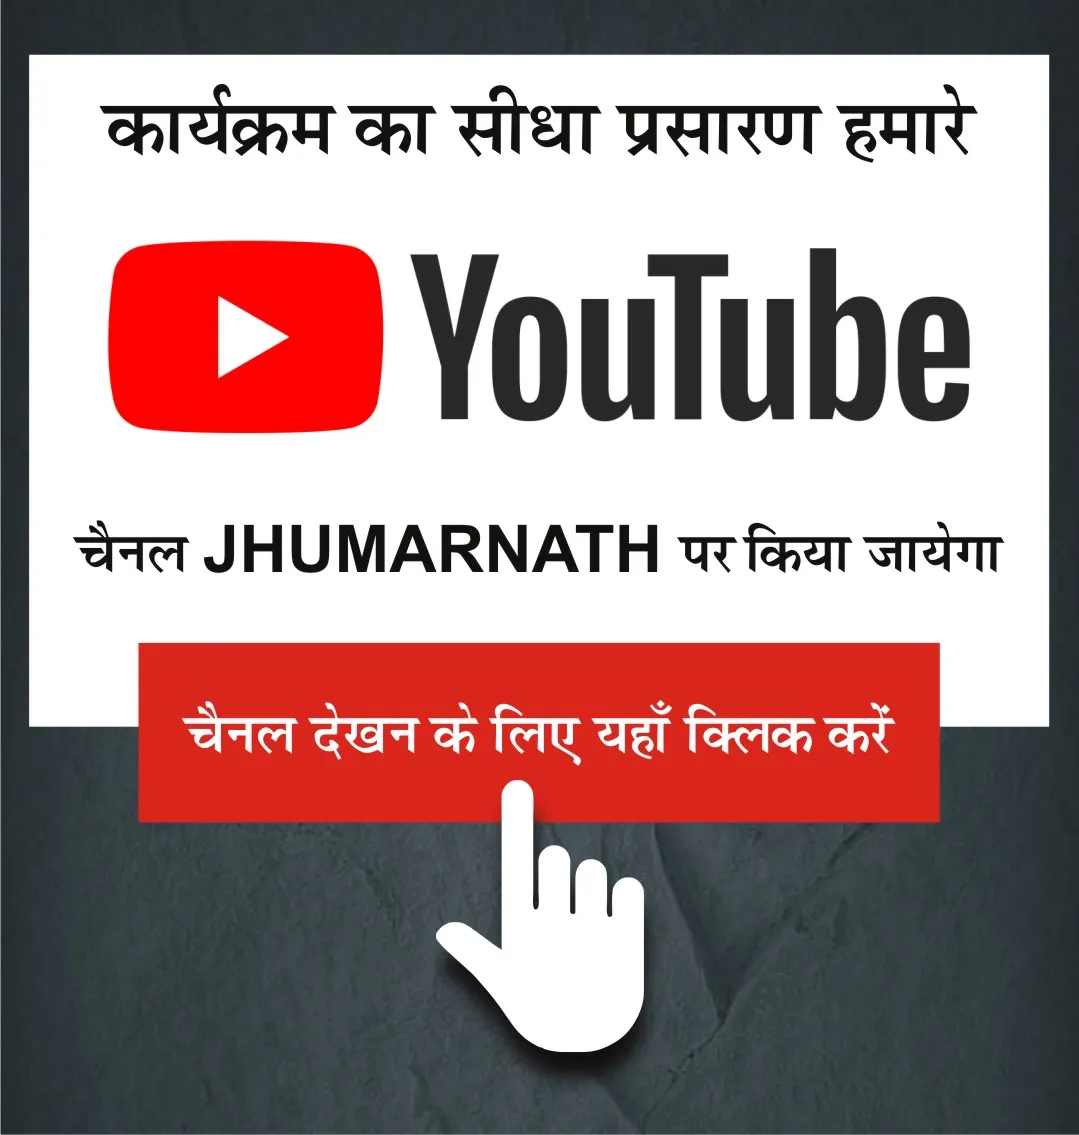 कार्यक्रम का सीधा प्रसारण हमारे
YouTube
चैनल JHUMARNATH पर किया जायेगा
चैनल देखन के लिए यहाँ क्लिक करें